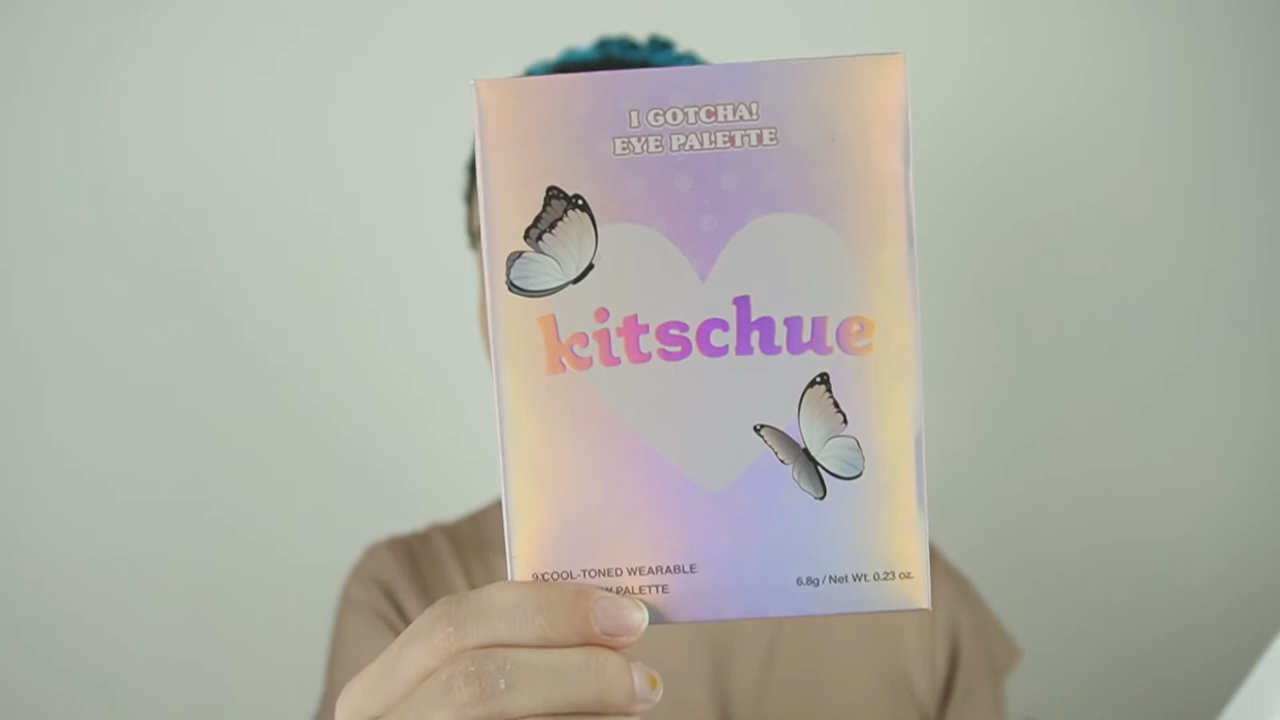 I GOTCHA!
EYE PALETTE
kitschue
9 COOL-TONED WEARABLE
PALETTE
6.8g / Net Wt. 0.23 oz.